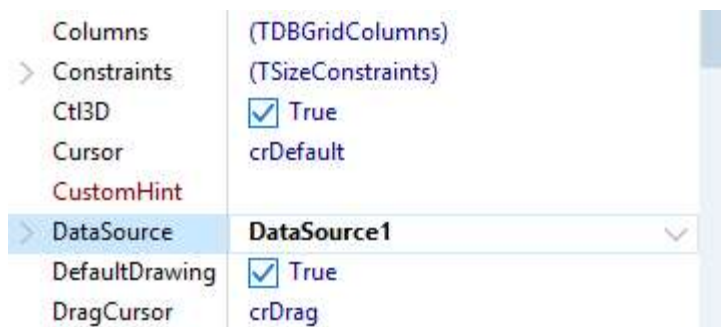 Columns (TDBGridColumns)
Constraints (TSizeConstraints)
Ctl3D True
Cursor crDefault
CustomHint
DataSource DataSource1
DefaultDrawing True
DragCursor crDrag